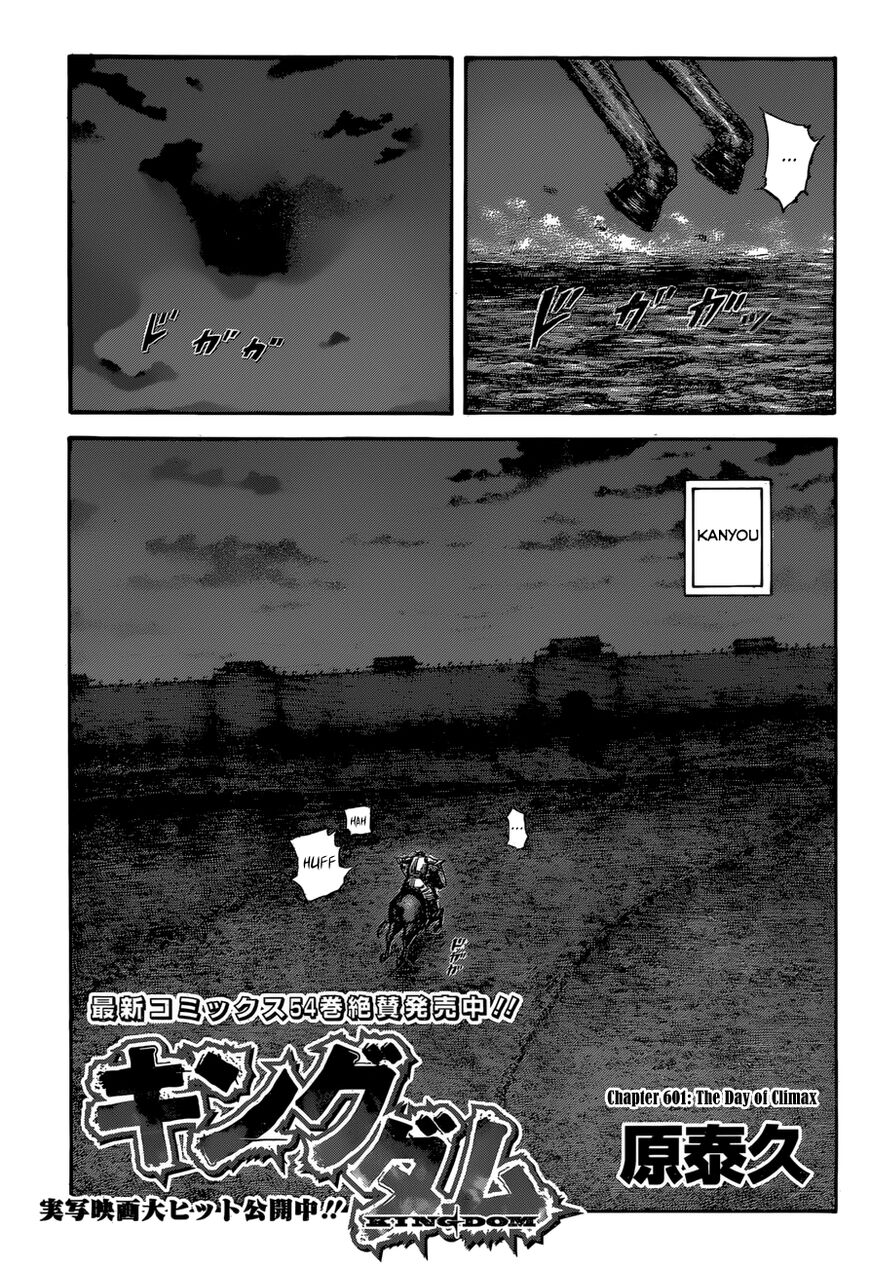 ...
ドガガッ
ドガガ
KANYOU
HAH
HUFF
...
ドガガ
最新コミックス54巻絶賛発売中!!
キングダム
KINGDOM
Chapter 601: The Day of Climax
原泰久
実写映画大ヒット公開中!!